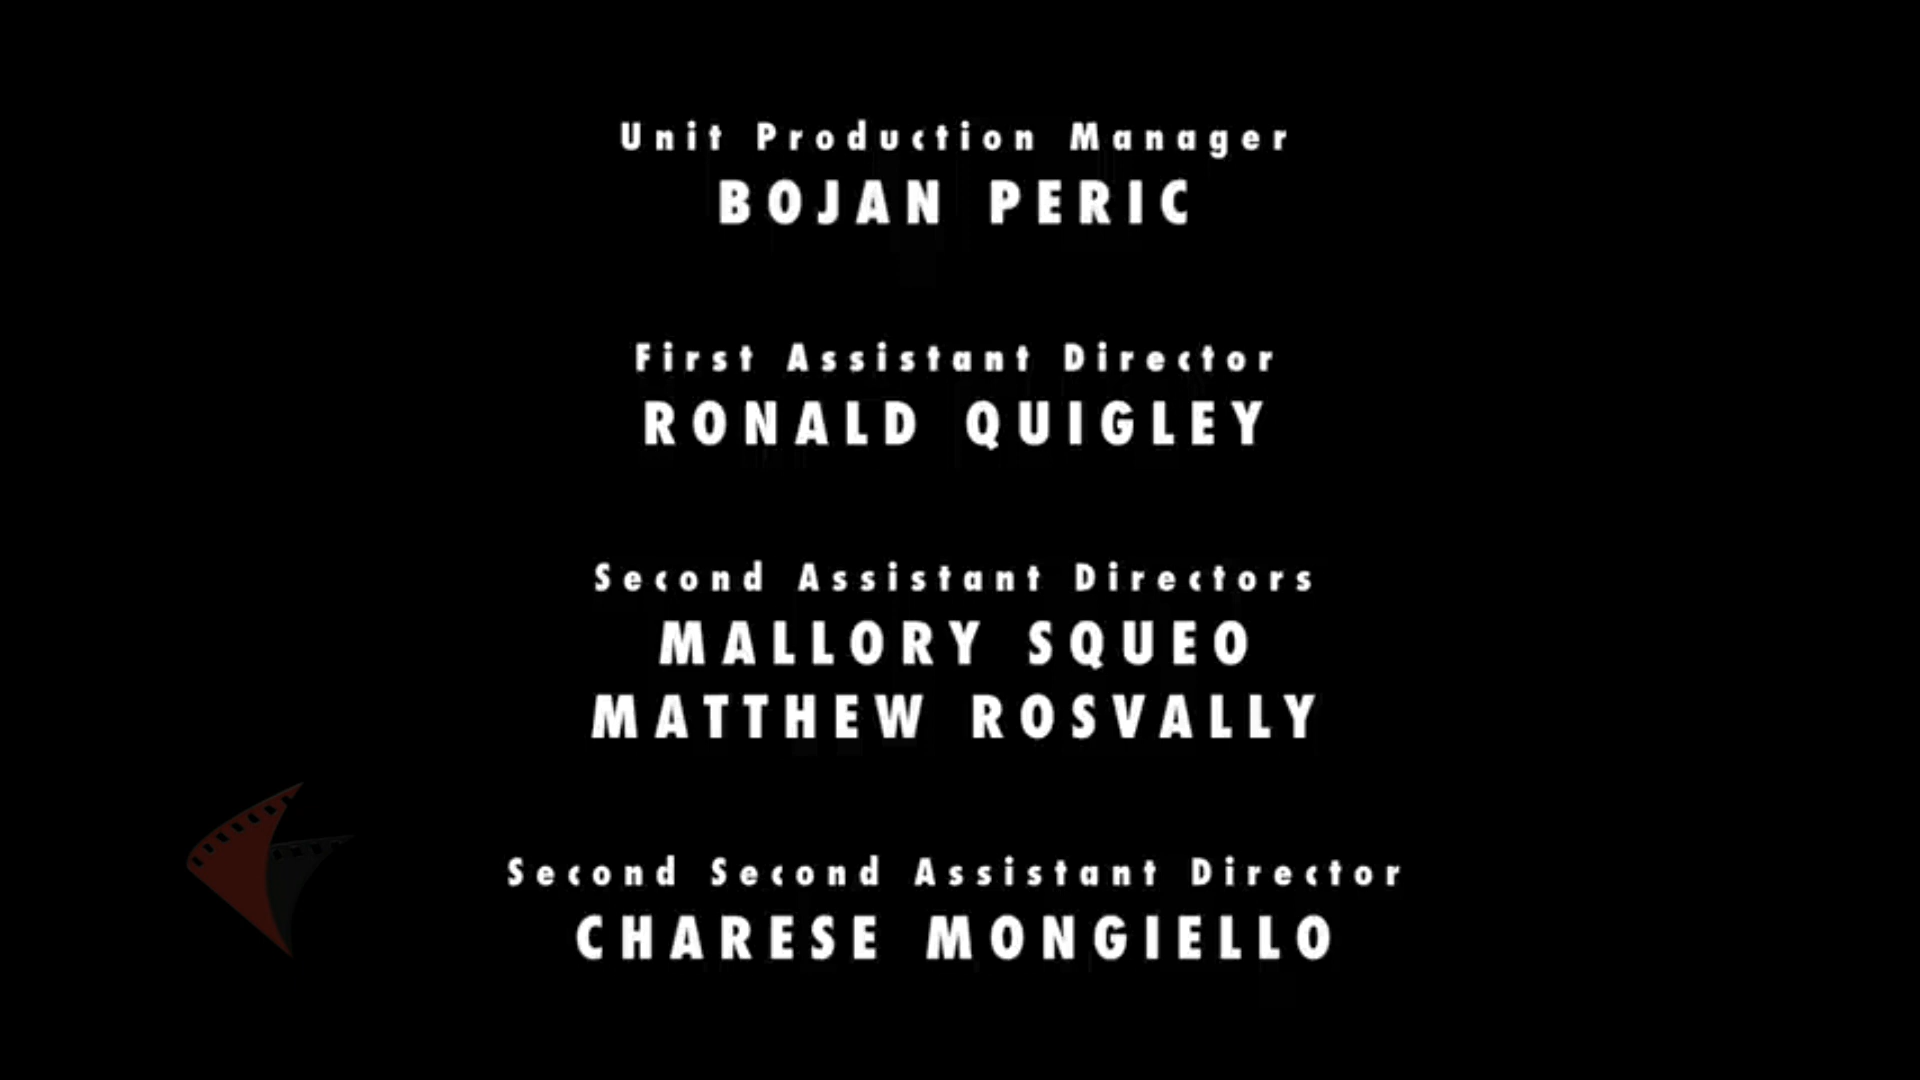 Unit Production Manager
BOJAN PERIC
First Assistant Director
RONALD QUIGLEY
Second Assistant Directors
MALLORY SQUEO
MATTHEW ROSVALLY
Second Second Assistant Director
CHARESE MONGIELLO